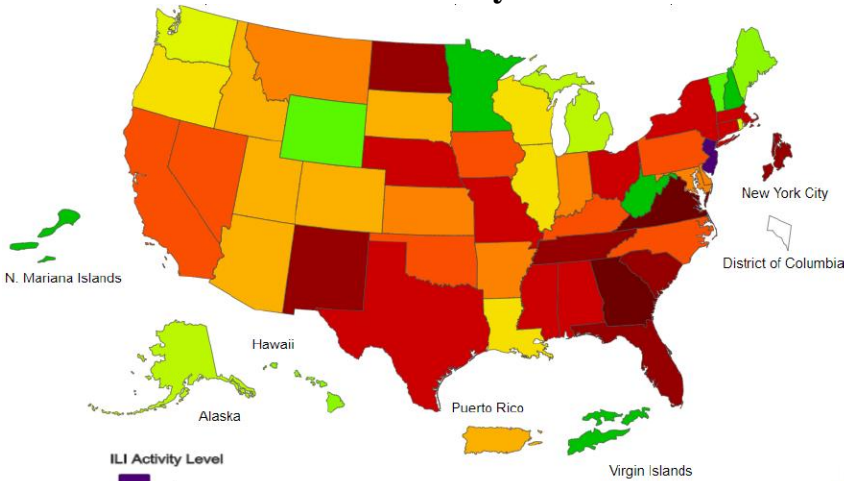 New York City
District of Columbia
N. Mariana Islands
Hawaii
Alaska
Puerto Rico
Virgin Islands
ILI Activity Level